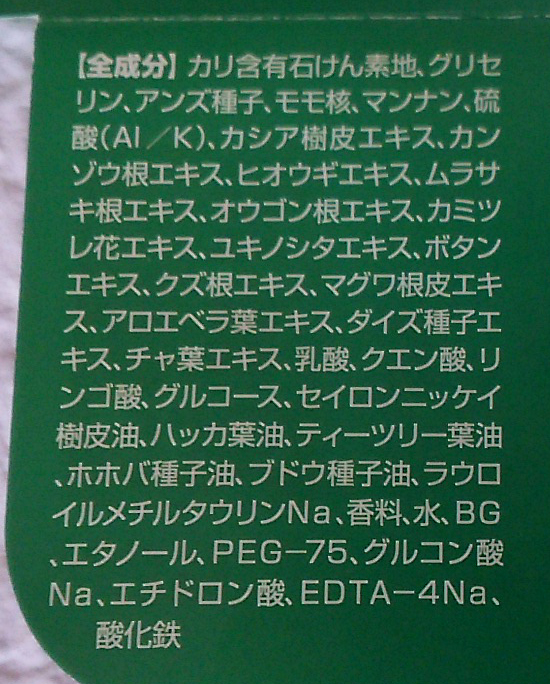 【全成分】カリ含有石けん素地、グリセ
リン、アンズ種子、モモ核、マンナン、硫
酸(Al／K)、カシア樹皮エキス、カン
ゾウ根エキス、ヒオウギエキス、ムラサ
キ根エキス、オウゴン根エキス、カミツ
レ花エキス、ユキノシタエキス、ボタン
エキス、クズ根エキス、マグワ根皮エキ
ス、アロエベラ葉エキス、ダイズ種子エ
キス、チャ葉エキス、乳酸、クエン酸、リ
ンゴ酸、グルコース、セイロンニッケイ
樹皮油、ハッカ葉油、ティーツリー葉油
、ホホバ種子油、ブドウ種子油、ラウロ
イルメチルタウリンNa、香料、水、BG
、エタノール、PEG－75、グルコン酸
Na、エチドロン酸、EDTA－4Na、
酸化鉄